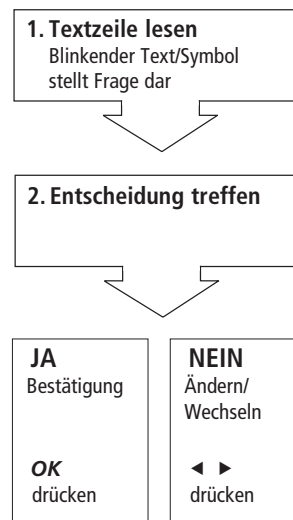 1. Textzeile lesen
Blinkender Text/Symbol
stellt Frage dar
2. Entscheidung treffen
JA
Bestätigung
OK
drücken
NEIN
Ändern/
Wechseln
◄ ►
drücken